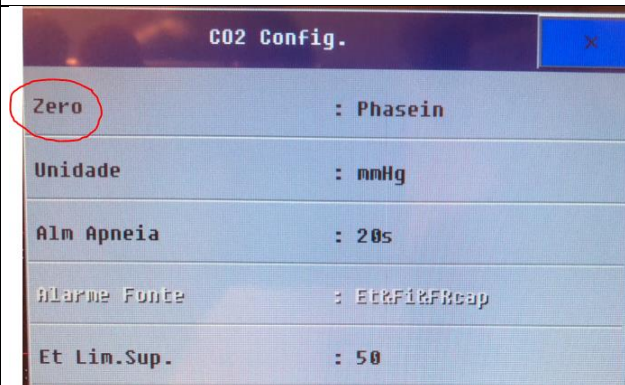 CO2 Config.
x
Zero : Phasein
Unidade : mmHg
Alm Apneia : 20s
Alarme Fonte : Et&Fi&FRcap
Et Lim.Sup. : 50